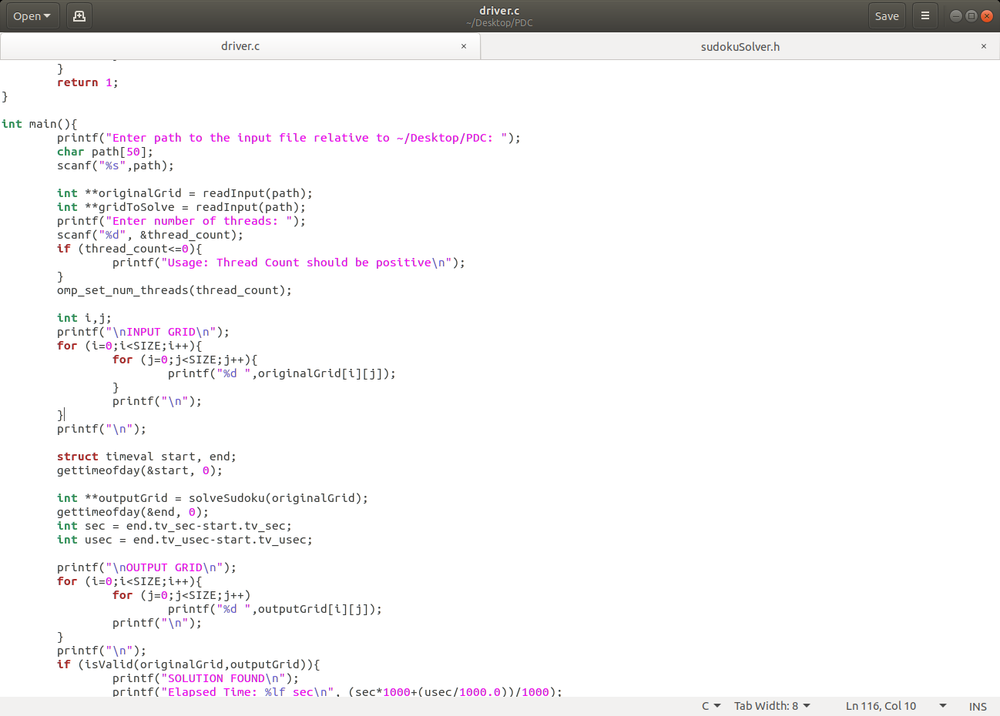 Open
driver.c
~/Desktop/PDC
Save
driver.c ×
sudokuSolver.h ×
}
return 1;
}
int main(){
printf("Enter path to the input file relative to ~/Desktop/PDC: ");
char path[50];
scanf("%s",path);
int **originalGrid = readInput(path);
int **gridToSolve = readInput(path);
printf("Enter number of threads: ");
scanf("%d", &thread_count);
if (thread_count<=0){
printf("Usage: Thread Count should be positive\n");
}
omp_set_num_threads(thread_count);
int i,j;
printf("\nINPUT GRID\n");
for (i=0;i<SIZE;i++){
for (j=0;j<SIZE;j++){
printf("%d ",originalGrid[i][j]);
}
printf("\n");
}
printf("\n");
struct timeval start, end;
gettimeofday(&start, 0);
int **outputGrid = solveSudoku(originalGrid);
gettimeofday(&end, 0);
int sec = end.tv_sec-start.tv_sec;
int usec = end.tv_usec-start.tv_usec;
printf("\nOUTPUT GRID\n");
for (i=0;i<SIZE;i++){
for (j=0;j<SIZE;j++)
printf("%d ",outputGrid[i][j]);
printf("\n");
}
printf("\n");
if (isValid(originalGrid,outputGrid)){
printf("SOLUTION FOUND\n");
printf("Elapsed Time: %lf sec\n", (sec*1000+(usec/1000.0))/1000);
C Tab Width: 8 Ln 116, Col 10 INS